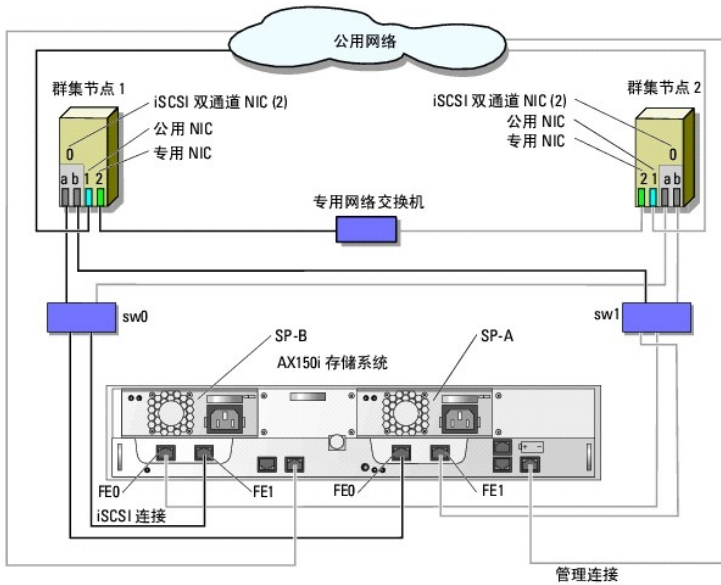 公用网络
群集节点 1
群集节点 2
iSCSI 双通道 NIC (2)
公用 NIC
专用 NIC
iSCSI 双通道 NIC (2)
公用 NIC
专用 NIC
0
a b 1 2
0
2 1 a b
专用网络交换机
sw0
sw1
SP-B
SP-A
AX150i 存储系统
FE0
FE1
FE0
FE1
iSCSI 连接
管理连接